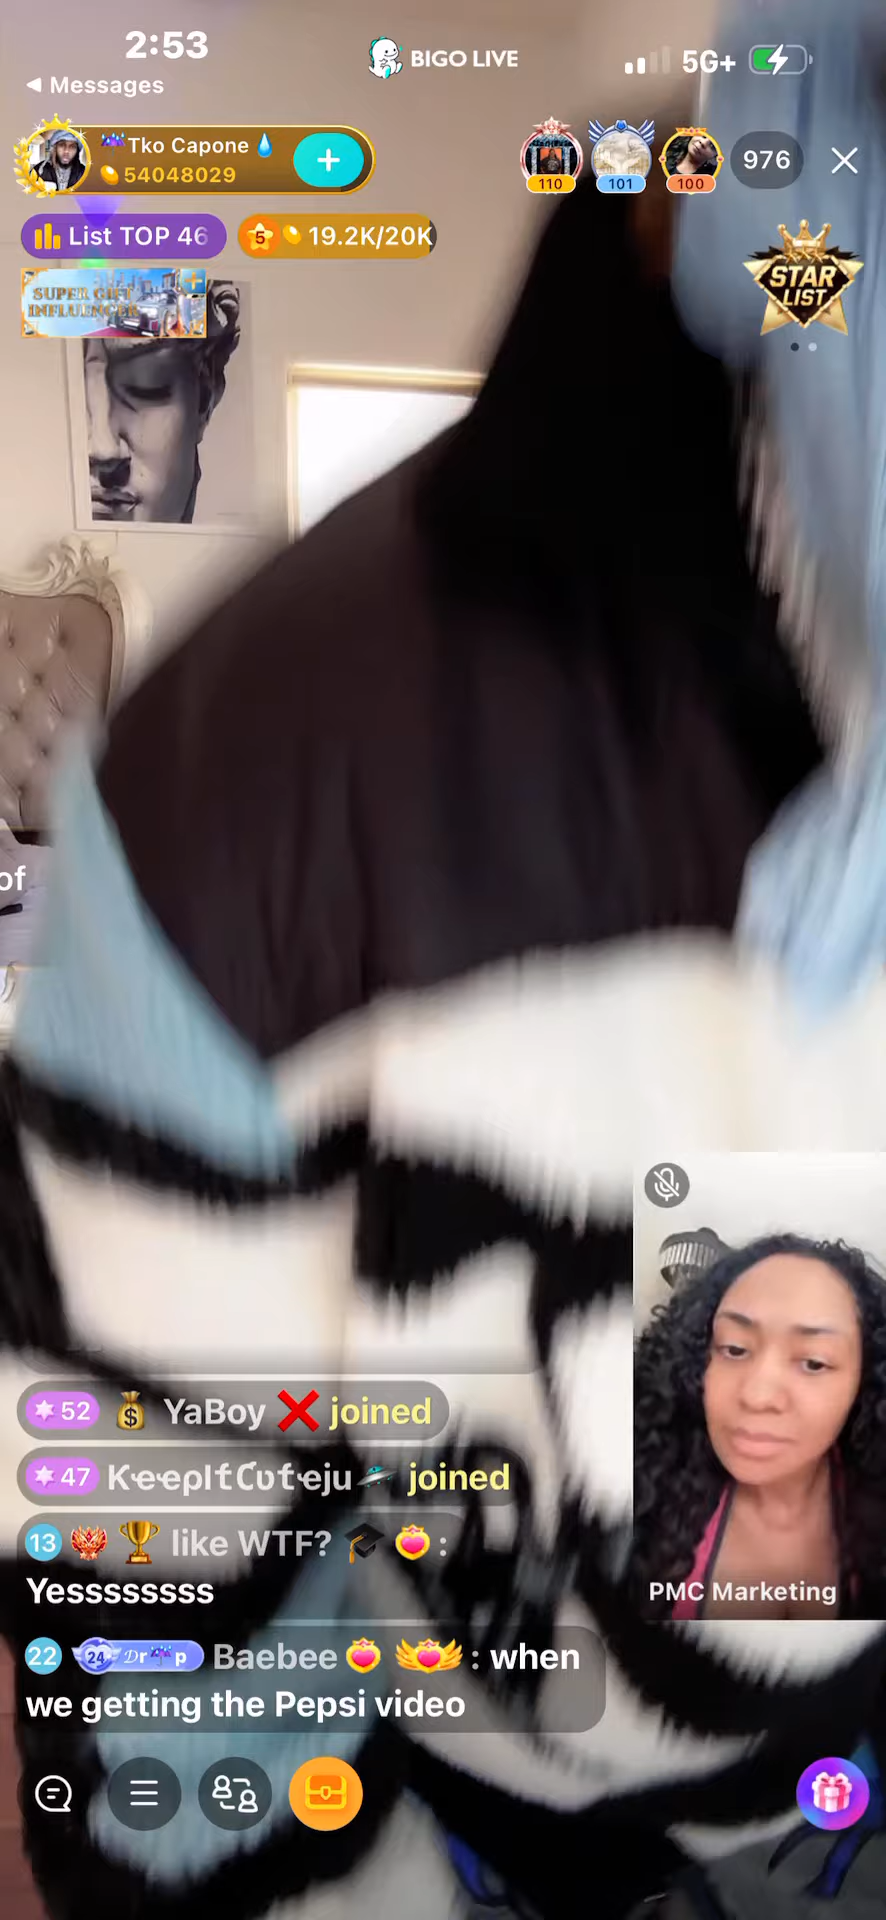 2:53
BIGO LIVE
5G+
◀ Messages
☔Tko Capone💧
54048029
+
110
101
100
976
List TOP 46
5 19.2K/20K
SUPER GIFT
INFLUENCER
STAR
LIST
of
52 💰 YaBoy ❌ joined
47 KeepItCuteju🛸 joined
13 🏆 like WTF? 🎓 :
Yessssssss
22 24 Dr☔p Baebee : when
we getting the Pepsi video
PMC Marketing